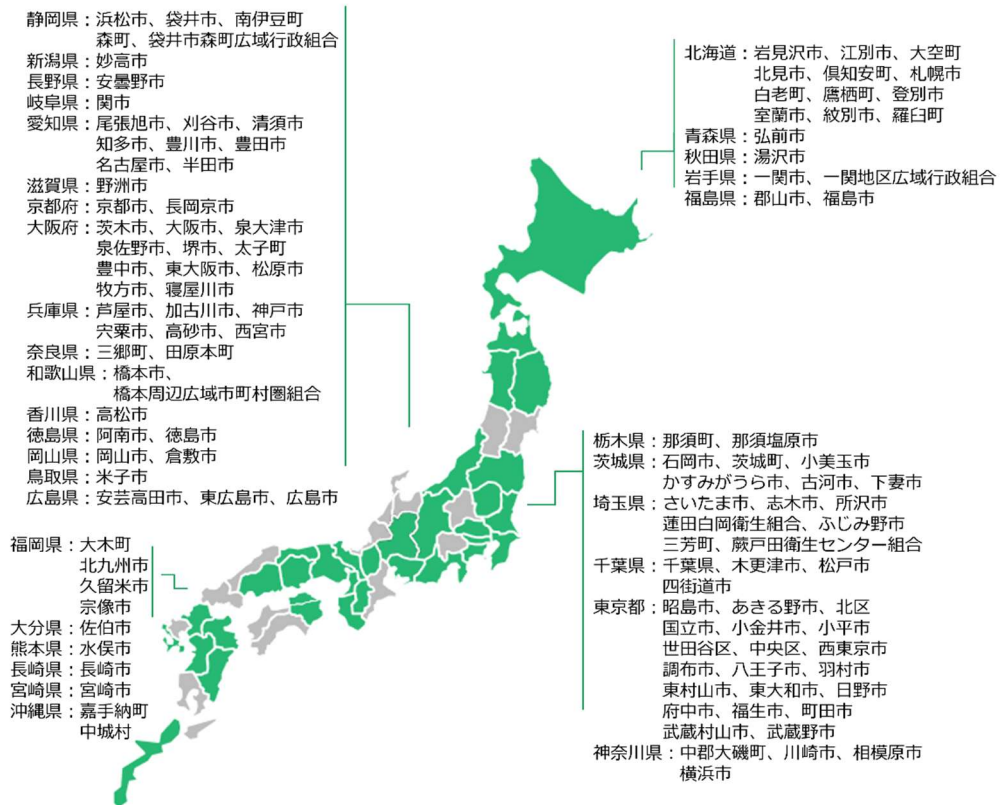 静岡県：浜松市、袋井市、南伊豆町
森町、袋井市森町広域行政組合
新潟県：妙高市
長野県：安曇野市
岐阜県：関市
愛知県：尾張旭市、刈谷市、清須市
知多市、豊川市、豊田市
名古屋市、半田市
滋賀県：野洲市
京都府：京都市、長岡京市
大阪府：茨木市、大阪市、泉大津市
泉佐野市、堺市、太子町
豊中市、東大阪市、松原市
牧方市、寝屋川市
兵庫県：芦屋市、加古川市、神戸市
宍粟市、高砂市、西宮市
奈良県：三郷町、田原本町
和歌山県：橋本市、
橋本周辺広域市町村圏組合
香川県：高松市
徳島県：阿南市、徳島市
岡山県：岡山市、倉敷市
鳥取県：米子市
広島県：安芸高田市、東広島市、広島市
福岡県：大木町
北九州市
久留米市
宗像市
大分県：佐伯市
熊本県：水俣市
長崎県：長崎市
宮崎県：宮崎市
沖縄県：嘉手納町
中城村
北海道：岩見沢市、江別市、大空町
北見市、倶知安町、札幌市
白老町、鷹栖町、登別市
室蘭市、紋別市、羅臼町
青森県：弘前市
秋田県：湯沢市
岩手県：一関市、一関地区広域行政組合
福島県：郡山市、福島市
栃木県：那須町、那須塩原市
茨城県：石岡市、茨城町、小美玉市
かすみがうら市、古河市、下妻市
埼玉県：さいたま市、志木市、所沢市
蓮田白岡衛生組合、ふじみ野市
三芳町、蕨戸田衛生センター組合
千葉県：千葉県、木更津市、松戸市
四街道市
東京都：昭島市、あきる野市、北区
国立市、小金井市、小平市
世田谷区、中央区、西東京市
調布市、八王子市、羽村市
東村山市、東大和市、日野市
府中市、福生市、町田市
武蔵村山市、武蔵野市
神奈川県：中郡大磯町、川崎市、相模原市
横浜市